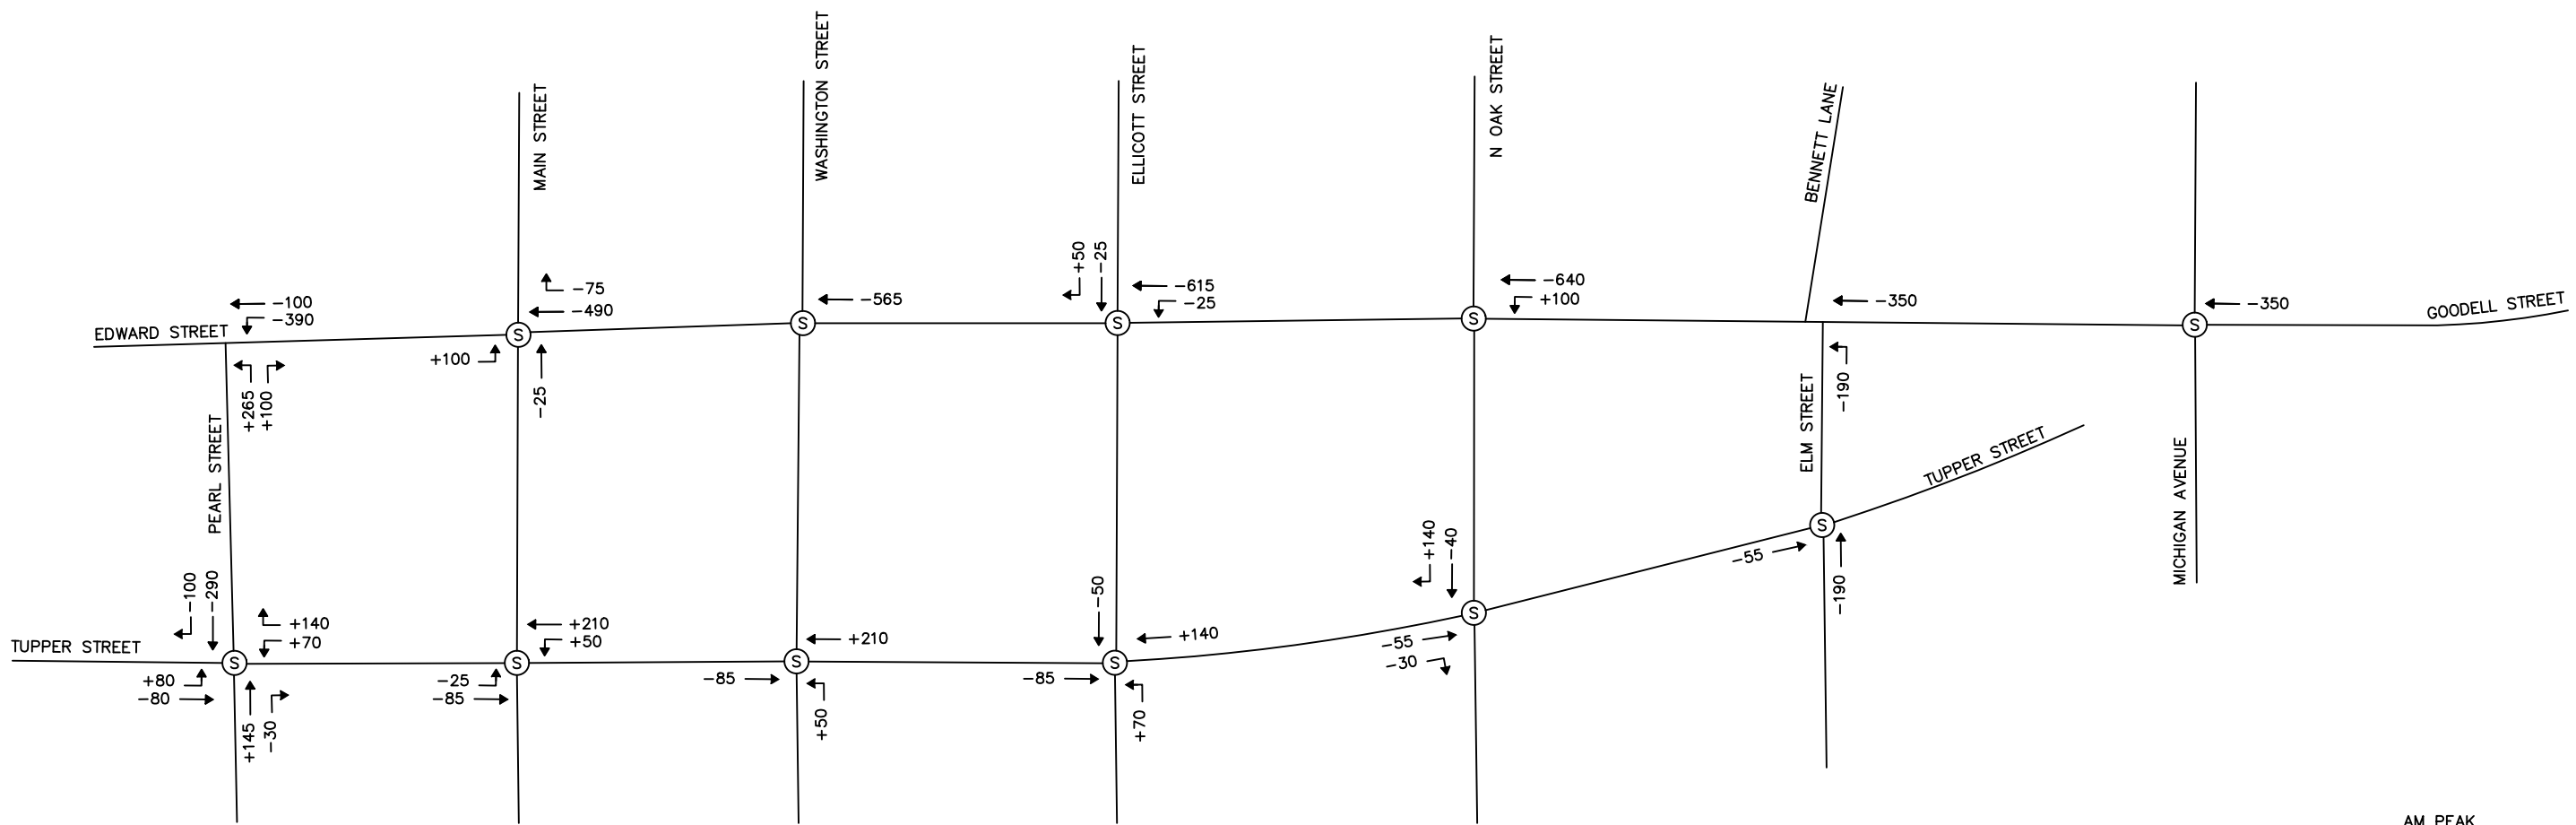 WASHINGTON STREET
N OAK STREET
ELLICOTT STREET
MAIN STREET
BENNETT LANE
+50
-25
-75
-490
-565
-615
-25
-640
+100
-350
-350
GOODELL STREET
-100
-390
EDWARD STREET
S
S
S
S
S
+100
-25
+265
+100
-190
PEARL STREET
ELM STREET
TUPPER STREET
MICHIGAN AVENUE
S
-55
-190
+140
-40
S
-55
-30
-100
-290
+140
+70
+210
+50
+210
-50
+140
TUPPER STREET
S
S
S
S
+80
-80
-25
-85
-85
-85
+145
-30
+50
+70
AM PEAK